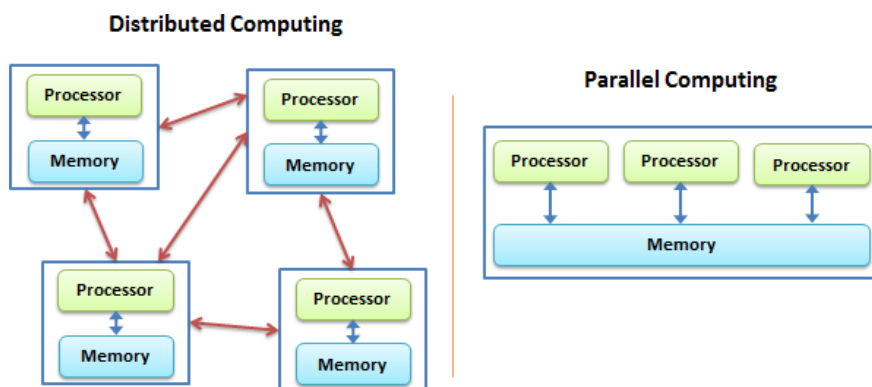 Distributed Computing
Processor
Memory
Processor
Memory
Processor
Memory
Processor
Memory
Parallel Computing
Processor
Processor
Processor
Memory